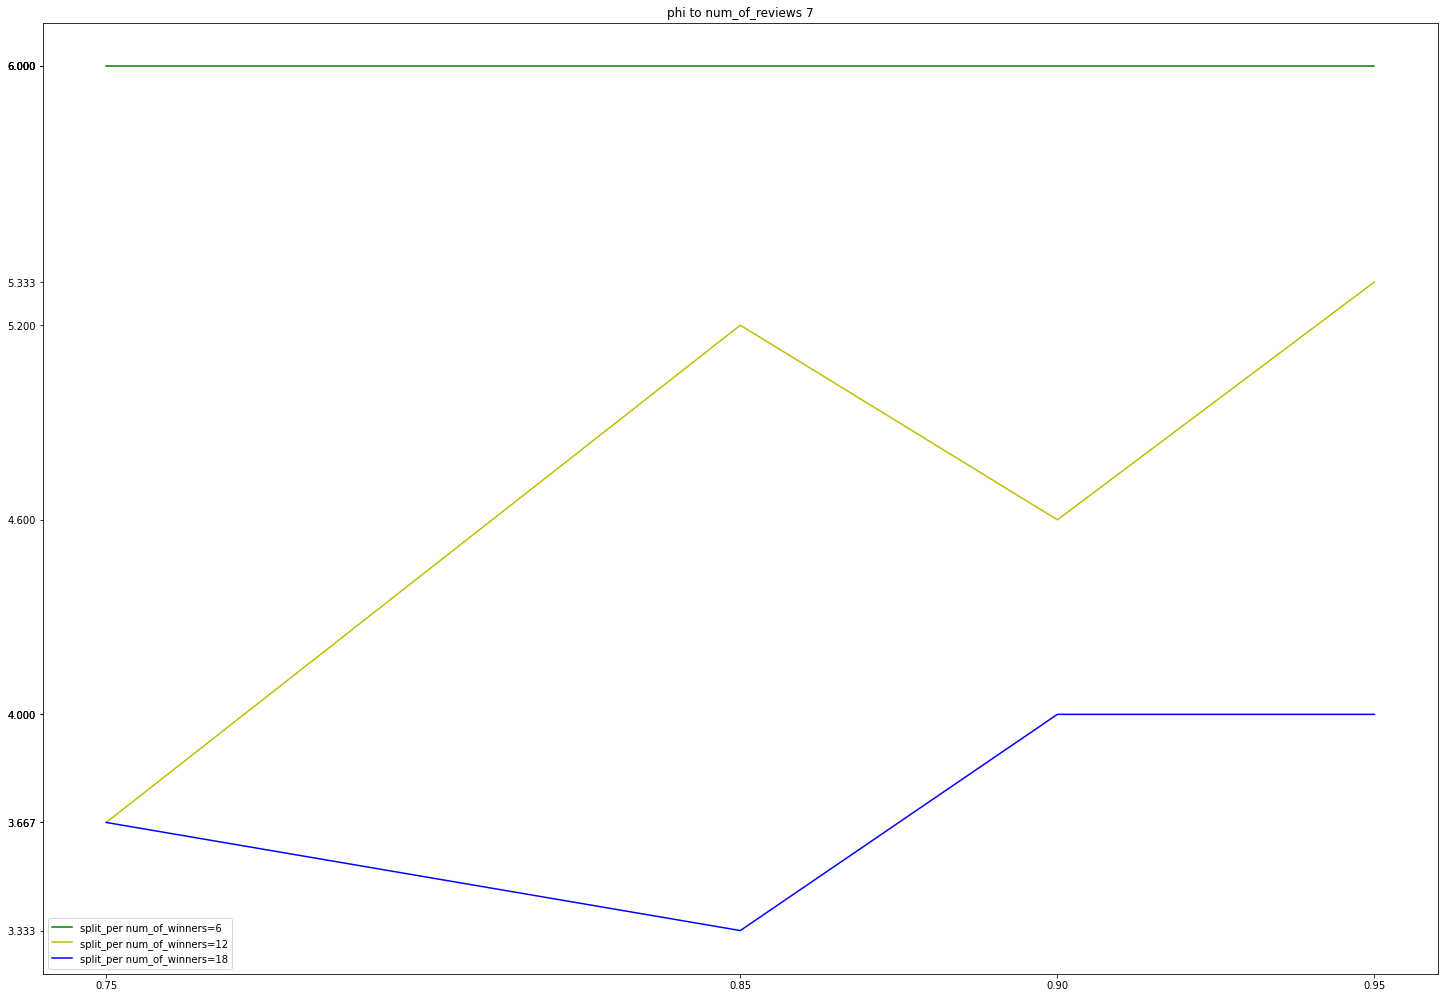 phi to num_of_reviews 7
6.000
5.333
5.200
4.600
4.000
3.667
3.333
split_per num_of_winners=6
split_per num_of_winners=12
split_per num_of_winners=18
0.75 0.85 0.90 0.95